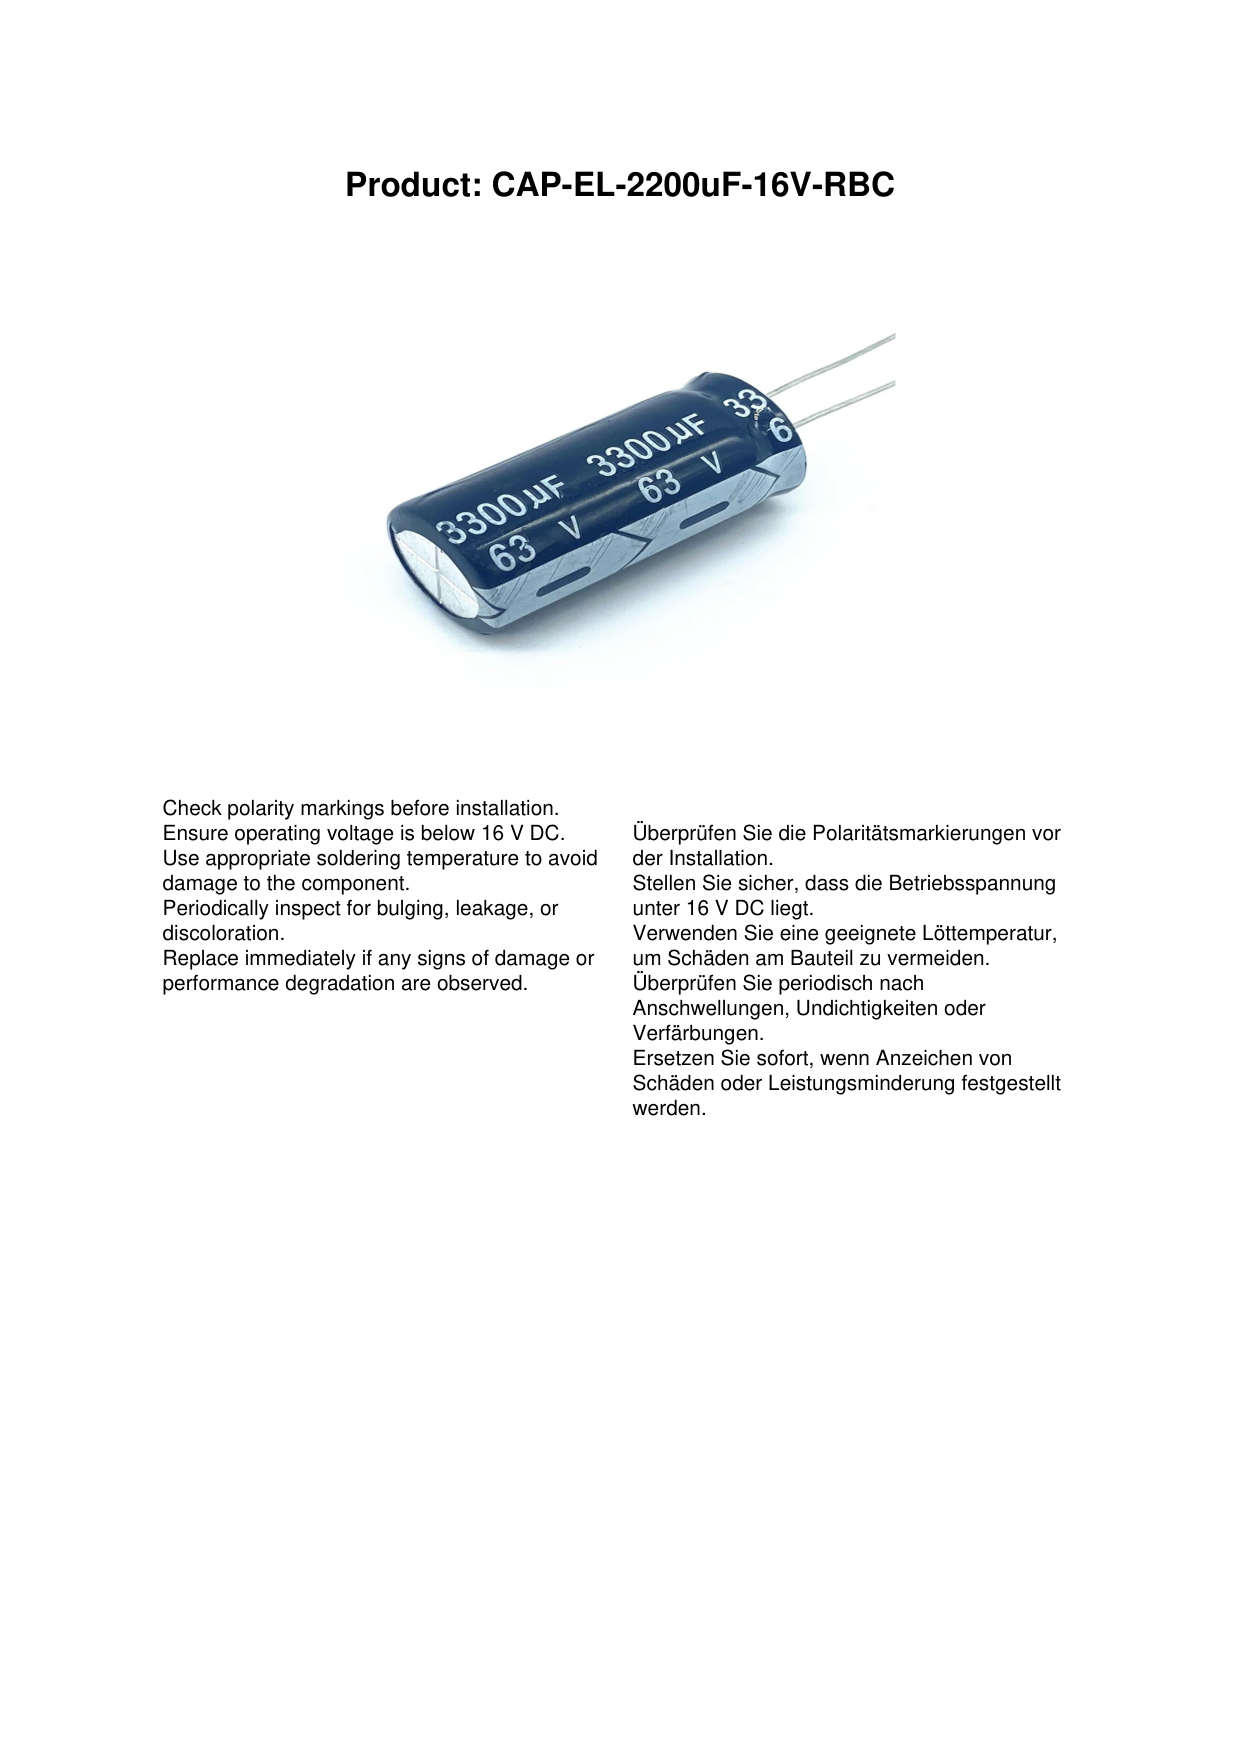 Product: CAP-EL-2200uF-16V-RBC
33
6
3300µF
63 V
3300µF
63 V
Check polarity markings before installation.
Ensure operating voltage is below 16 V DC.
Use appropriate soldering temperature to avoid
damage to the component.
Periodically inspect for bulging, leakage, or
discoloration.
Replace immediately if any signs of damage or
performance degradation are observed.
Überprüfen Sie die Polaritätsmarkierungen vor
der Installation.
Stellen Sie sicher, dass die Betriebsspannung
unter 16 V DC liegt.
Verwenden Sie eine geeignete Löttemperatur,
um Schäden am Bauteil zu vermeiden.
Überprüfen Sie periodisch nach
Anschwellungen, Undichtigkeiten oder
Verfärbungen.
Ersetzen Sie sofort, wenn Anzeichen von
Schäden oder Leistungsminderung festgestellt
werden.